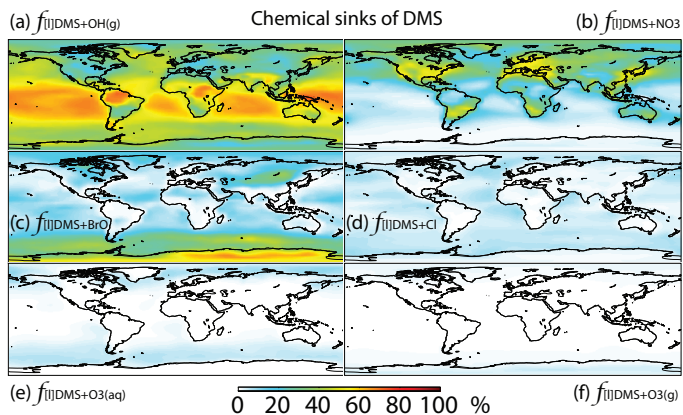 (a) f[l]DMS+OH(g) Chemical sinks of DMS (b) f[l]DMS+NO3
(c) f[l]DMS+BrO (d) f[l]DMS+Cl
(e) f[l]DMS+O3(aq) 0 20 40 60 80 100 % (f) f[l]DMS+O3(g)